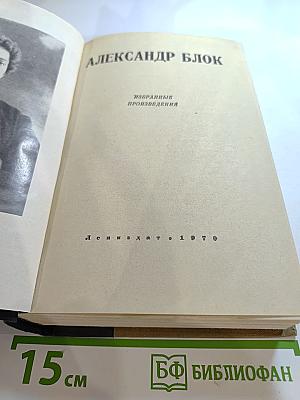 АЛЕКСАНДР БЛОК
ИЗБРАННЫЕ
ПРОИЗВЕДЕНИЯ
Лениздат • 1970
15 см
БФ БИБЛИОФАН